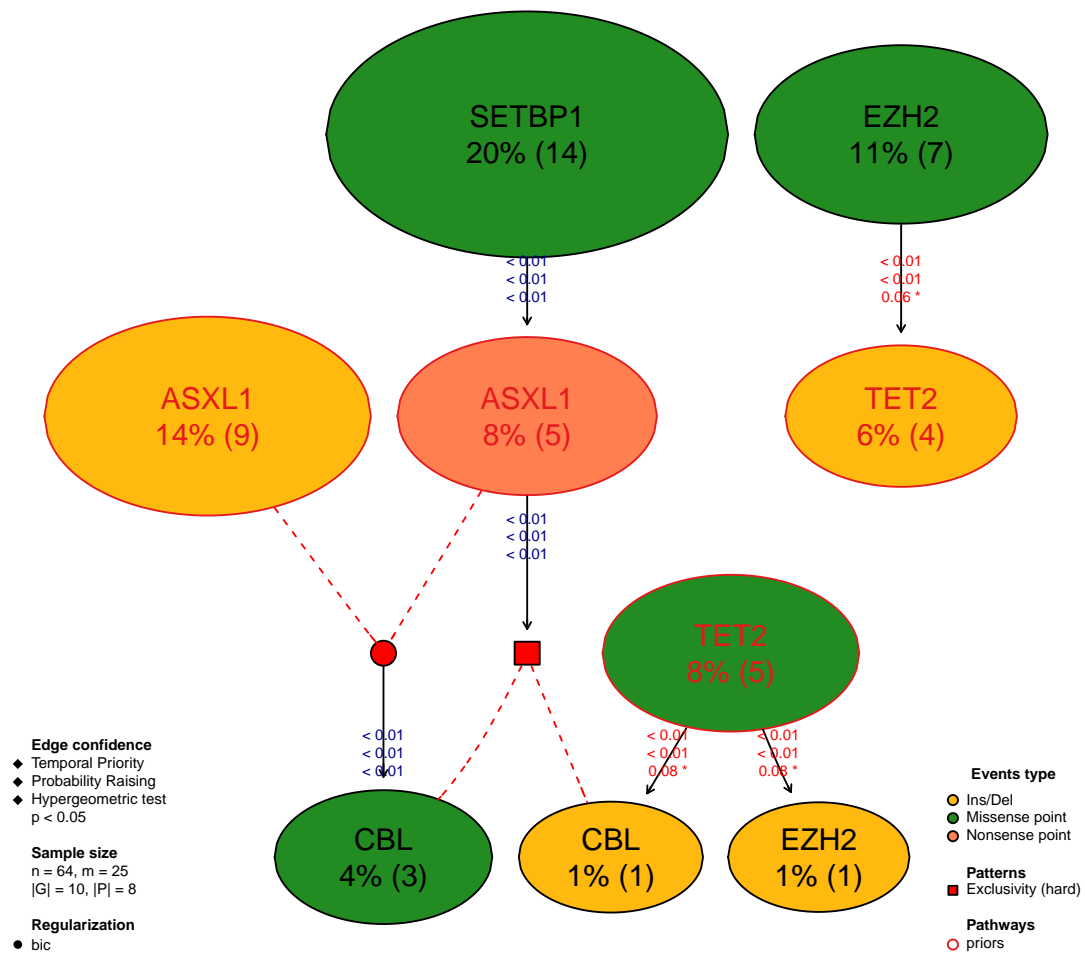 SETBP1
20% (14)
EZH2
11% (7)
< 0.01
< 0.01
< 0.01
< 0.01
< 0.01
0.06 *
ASXL1
14% (9)
ASXL1
8% (5)
TET2
6% (4)
< 0.01
< 0.01
< 0.01
TET2
8% (5)
< 0.01
< 0.01
< 0.01
< 0.01
< 0.01
0.08 *
< 0.01
< 0.01
0.08 *
CBL
4% (3)
CBL
1% (1)
EZH2
1% (1)
Edge confidence
Temporal Priority
Probability Raising
Hypergeometric test
p < 0.05
Sample size
n = 64, m = 25
|G| = 10, |P| = 8
Regularization
bic
Events type
Ins/Del
Missense point
Nonsense point
Patterns
Exclusivity (hard)
Pathways
priors